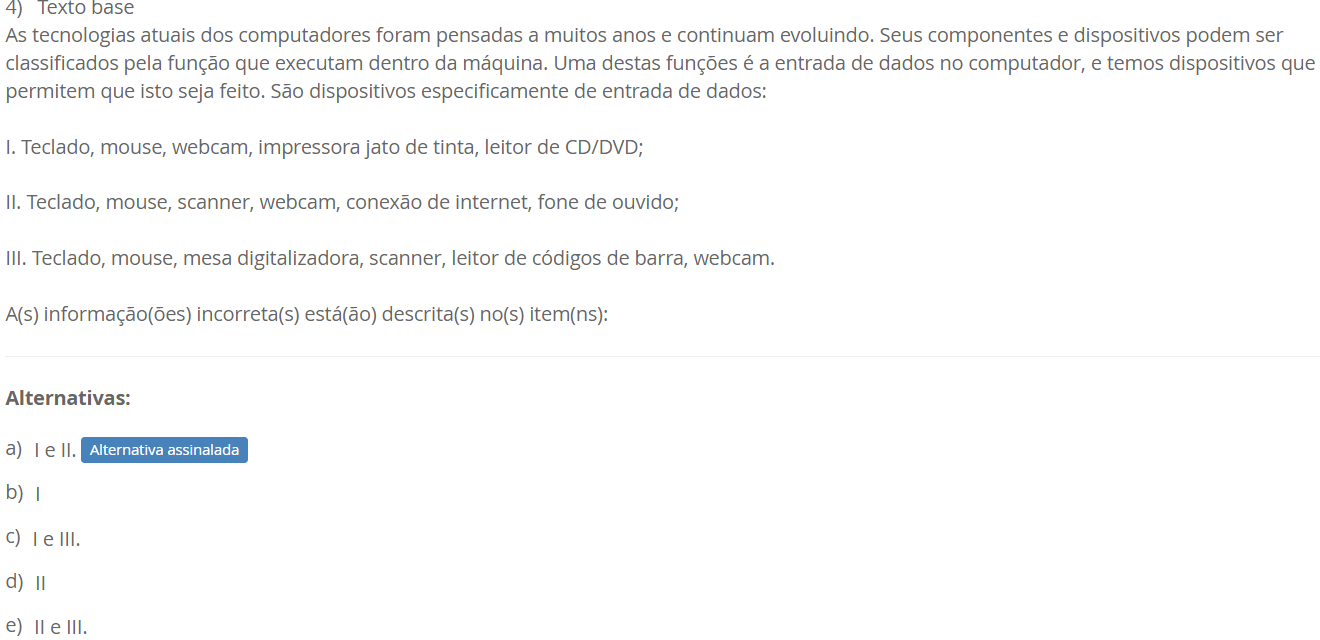 4) Texto base
As tecnologias atuais dos computadores foram pensadas a muitos anos e continuam evoluindo. Seus componentes e dispositivos podem ser
classificados pela função que executam dentro da máquina. Uma destas funções é a entrada de dados no computador, e temos dispositivos que
permitem que isto seja feito. São dispositivos especificamente de entrada de dados:
I. Teclado, mouse, webcam, impressora jato de tinta, leitor de CD/DVD;
II. Teclado, mouse, scanner, webcam, conexão de internet, fone de ouvido;
III. Teclado, mouse, mesa digitalizadora, scanner, leitor de códigos de barra, webcam.
A(s) informação(ões) incorreta(s) está(ão) descrita(s) no(s) item(ns):
Alternativas:
a) I e II. Alternativa assinalada
b) I
c) I e III.
d) II
e) II e III.